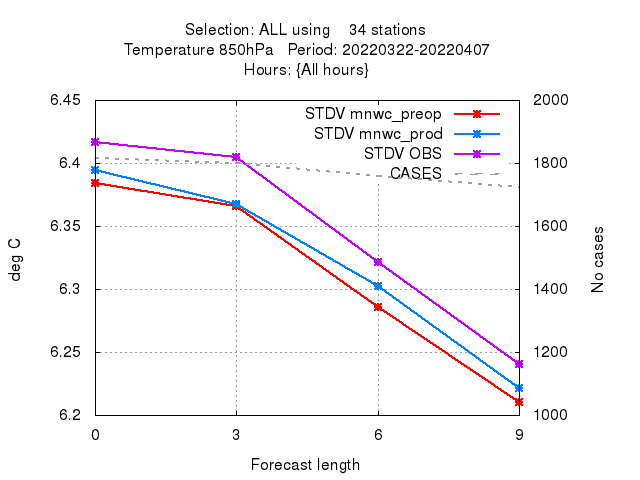 Selection: ALL using    34 stations
Temperature 850hPa   Period: 20220322-20220407
Hours: {All hours}
6.45
2000
STDV mnwc_preop
STDV mnwc_prod
STDV OBS
CASES
6.4
1800
6.35
1600
deg C
No cases
6.3
1400
6.25
1200
6.2
1000
0
3
6
9
Forecast length